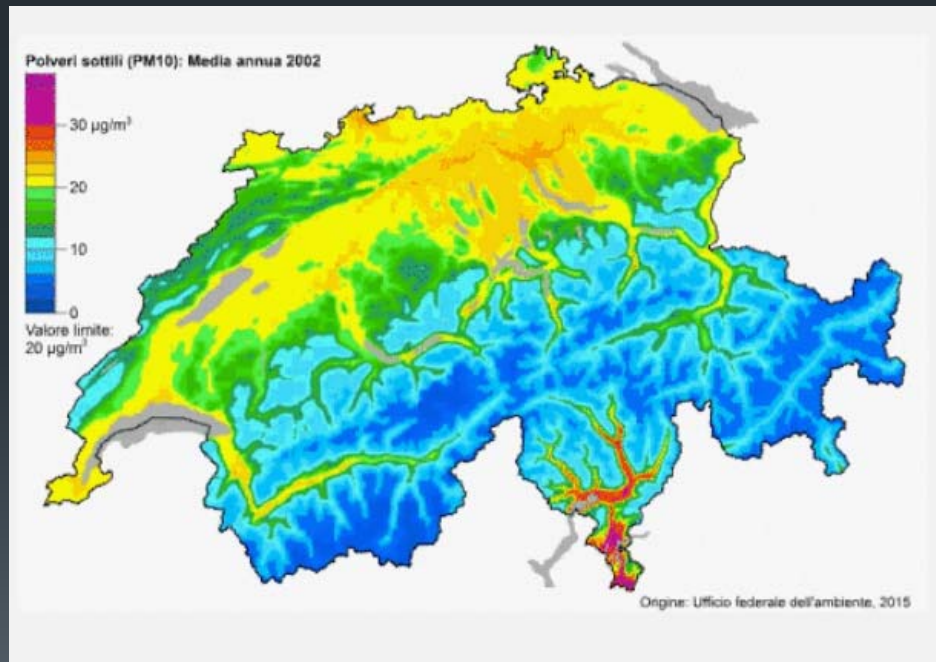 Polveri sottili (PM10): Media annua 2002
30 µg/m³
20
10
0
Valore limite:
20 µg/m³
Origine: Ufficio federale dell'ambiente, 2015